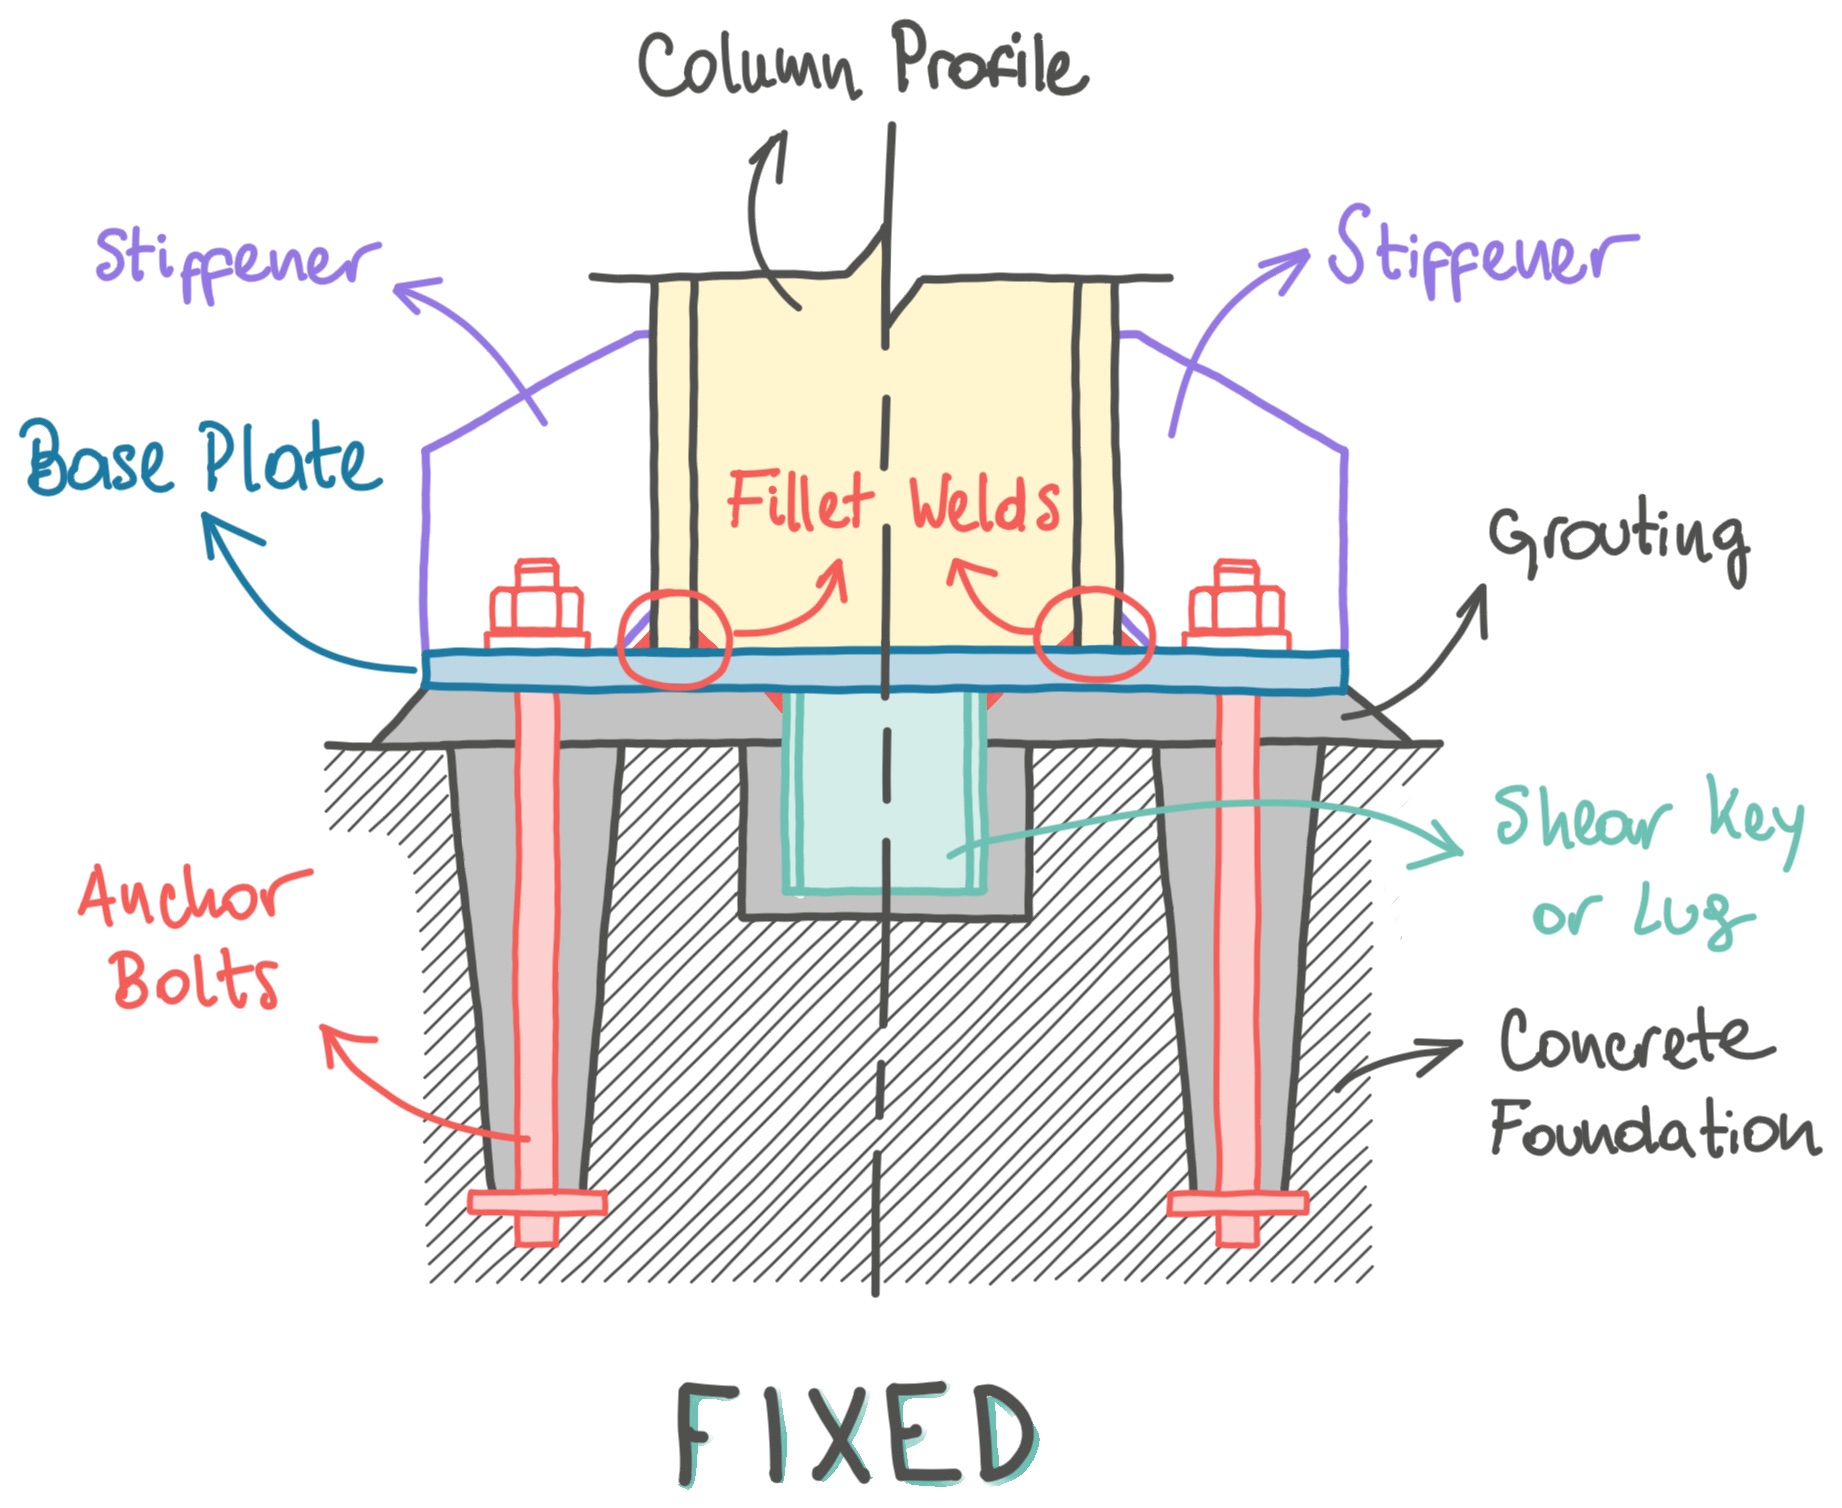 Column Profile
Stiffener
Stiffener
Base Plate
Fillet Welds
Grouting
Shear Key
or Lug
Anchor
Bolts
Concrete
Foundation
FIXED